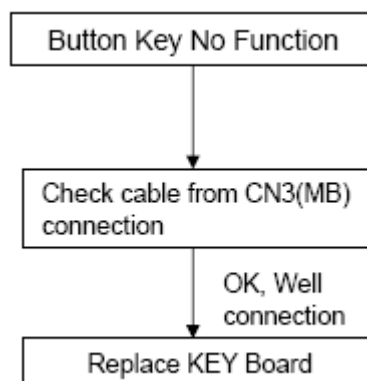 Button Key No Function
Check cable from CN3(MB)
connection
OK, Well
connection
Replace KEY Board